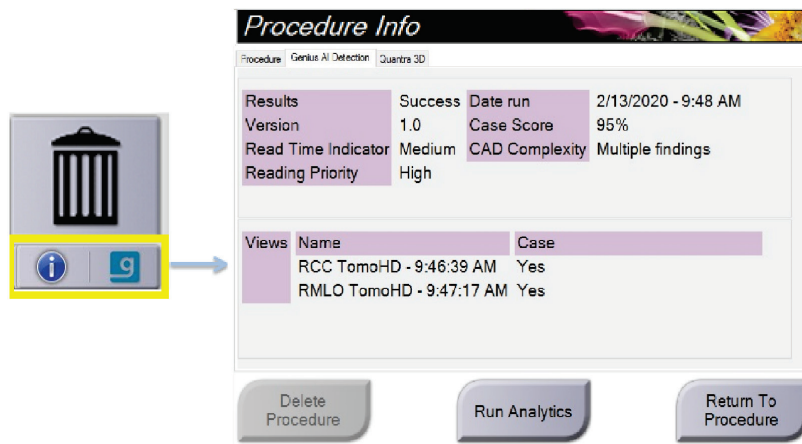 Procedure Info
Procedure Genius AI Detection Quantra 3D
Results Success Date run 2/13/2020 - 9:48 AM
Version 1.0 Case Score 95%
Read Time Indicator Medium CAD Complexity Multiple findings
Reading Priority High
Views Name Case
RCC TomoHD - 9:46:39 AM Yes
RMLO TomoHD - 9:47:17 AM Yes
i g
Delete Procedure
Run Analytics
Return To Procedure